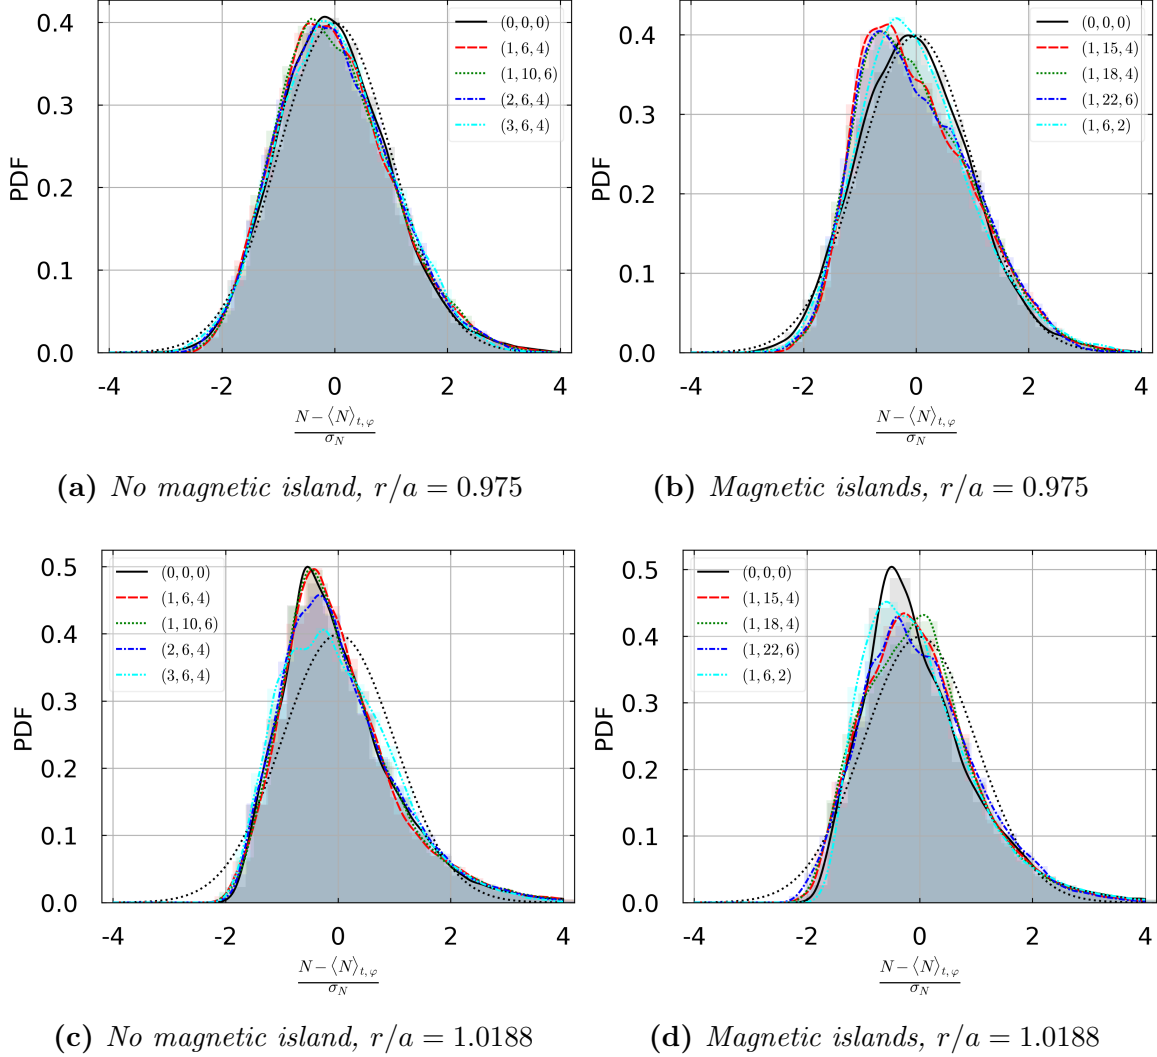 PDF
0.4
0.3
0.2
0.1
0.0
-4 -2 0 2 4
(0, 0, 0)
(1, 6, 4)
(1, 10, 6)
(2, 6, 4)
(3, 6, 4)
N − ⟨N⟩t, φ
σN
(a) No magnetic island, r/a = 0.975
PDF
0.4
0.3
0.2
0.1
0.0
-4 -2 0 2 4
(0, 0, 0)
(1, 15, 4)
(1, 18, 4)
(1, 22, 6)
(1, 6, 2)
N − ⟨N⟩t, φ
σN
(b) Magnetic islands, r/a = 0.975
PDF
0.5
0.4
0.3
0.2
0.1
0.0
-4 -2 0 2 4
(0, 0, 0)
(1, 6, 4)
(1, 10, 6)
(2, 6, 4)
(3, 6, 4)
N − ⟨N⟩t, φ
σN
(c) No magnetic island, r/a = 1.0188
PDF
0.5
0.4
0.3
0.2
0.1
0.0
-4 -2 0 2 4
(0, 0, 0)
(1, 15, 4)
(1, 18, 4)
(1, 22, 6)
(1, 6, 2)
N − ⟨N⟩t, φ
σN
(d) Magnetic islands, r/a = 1.0188